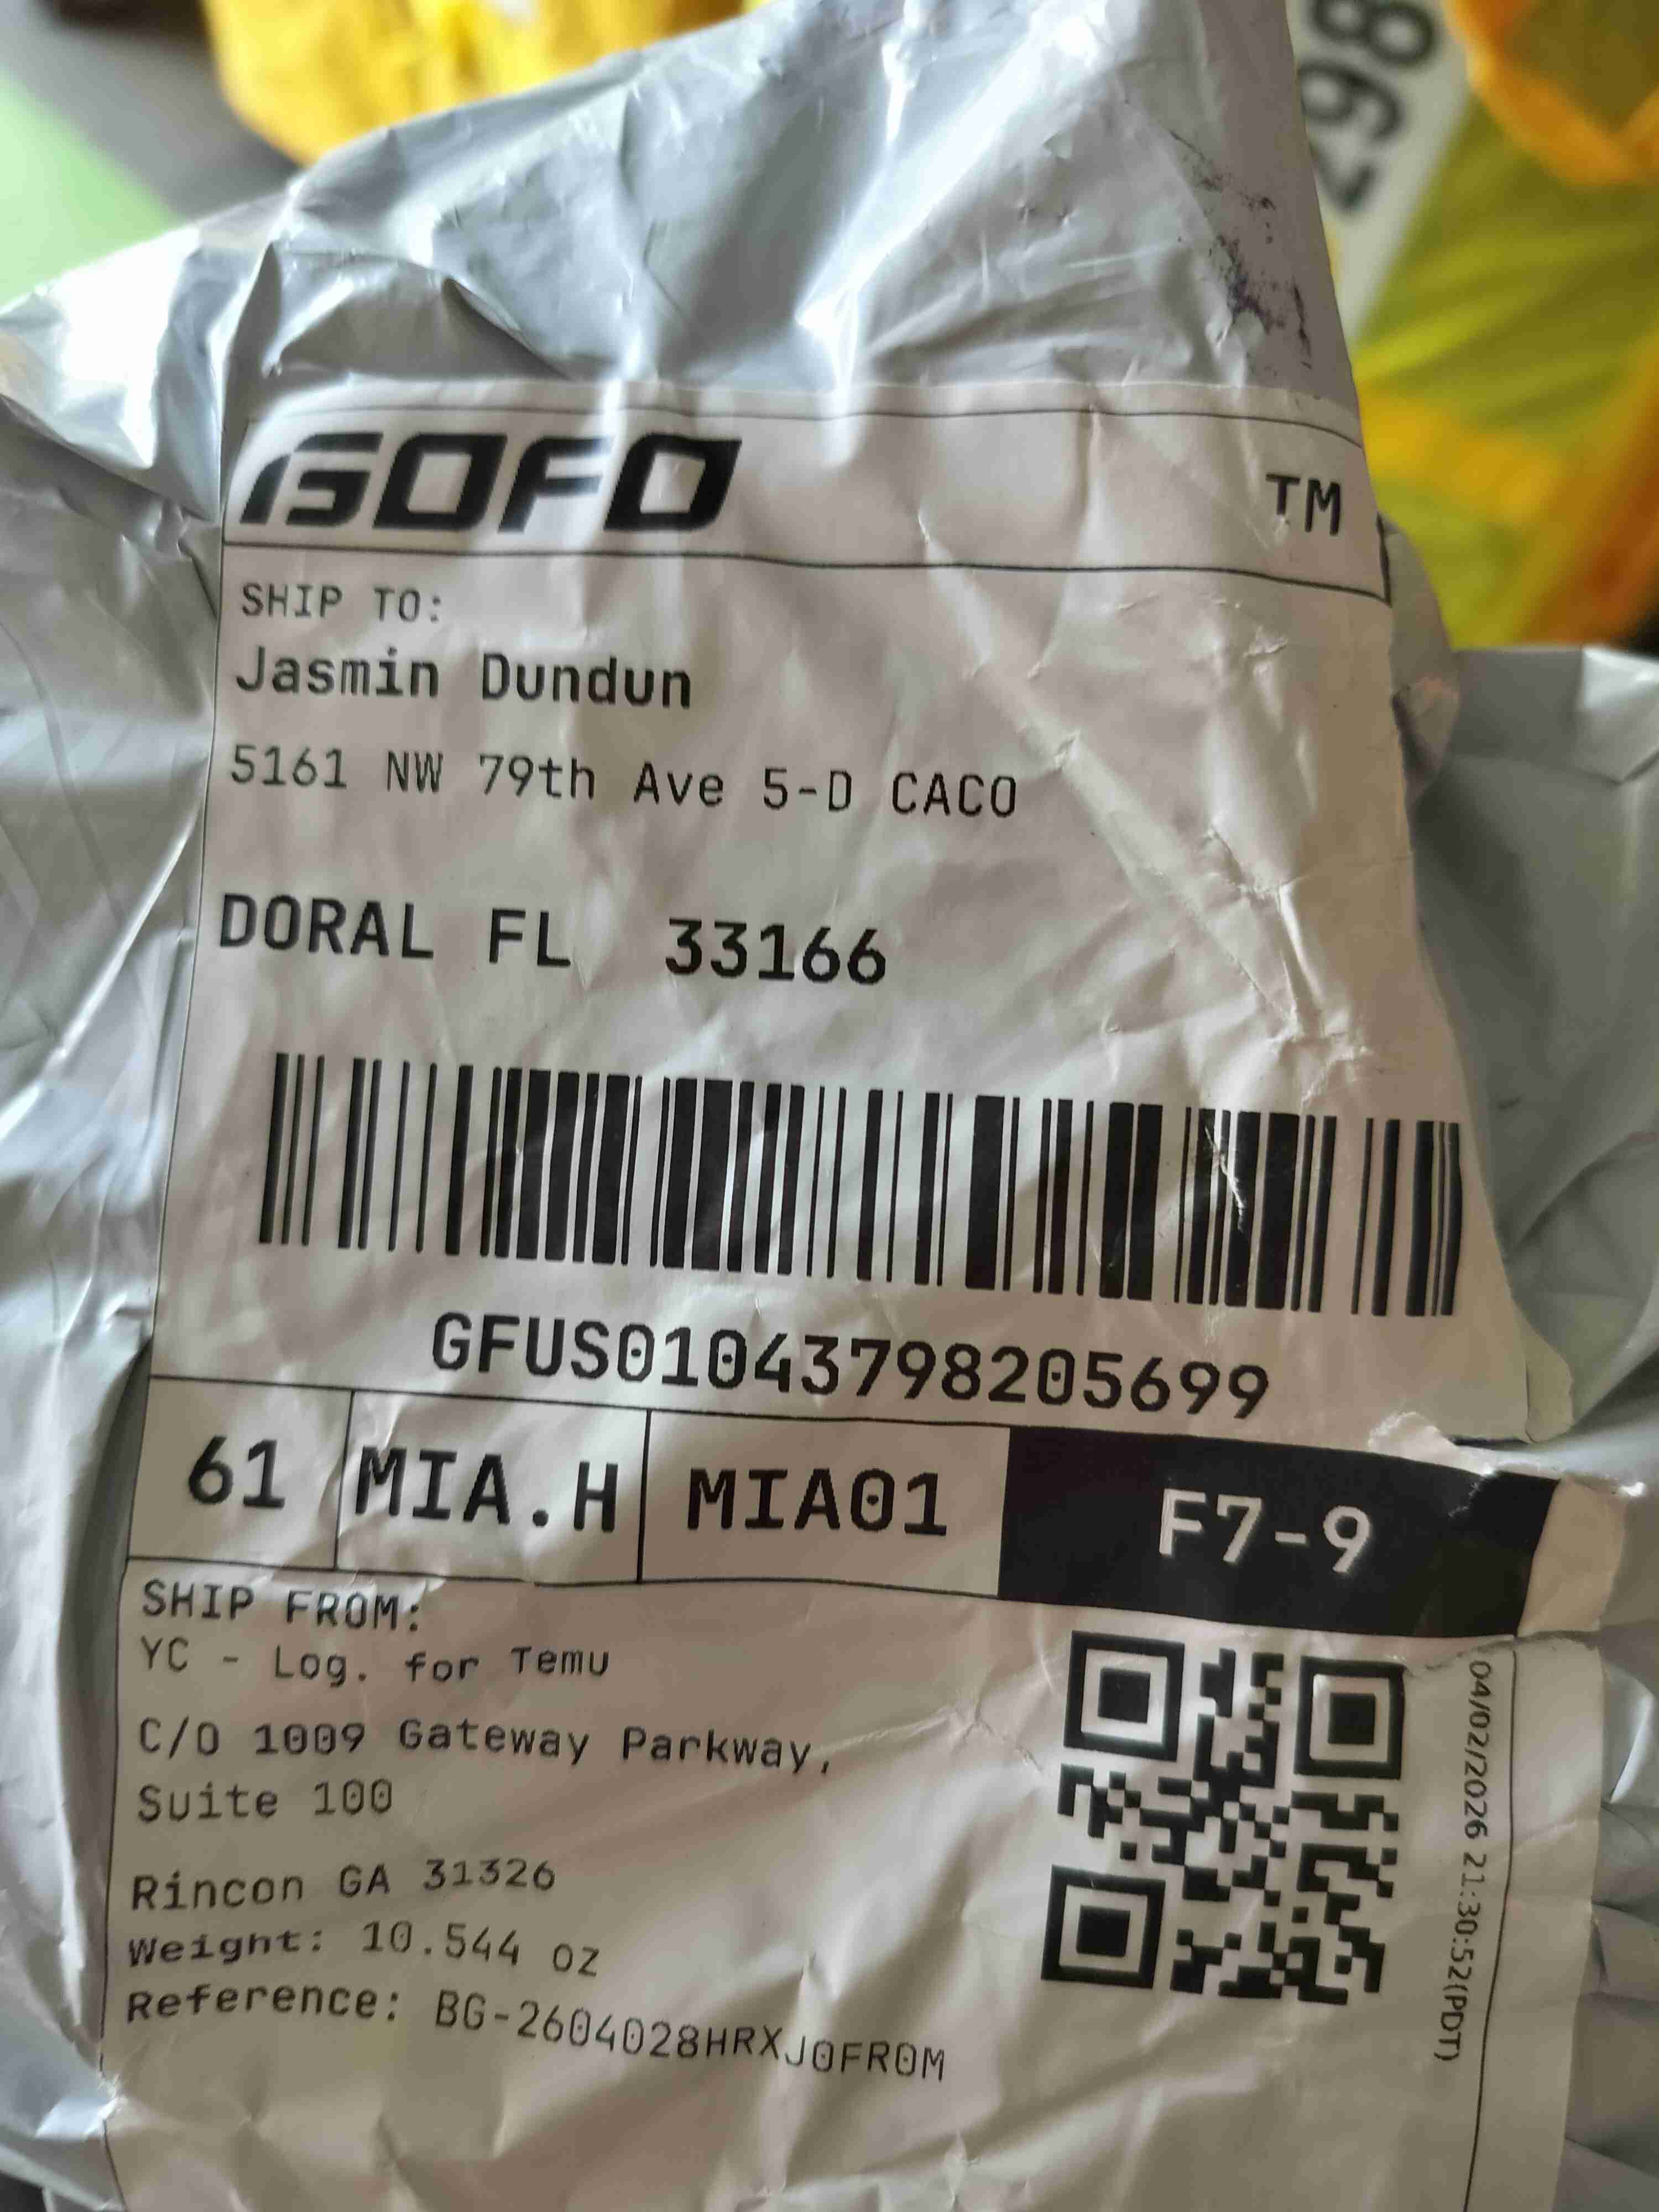 298
GOFO
TM
SHIP TO:
Jasmin Dundun
5161 NW 79th Ave 5-D CACO
DORAL FL 33166
GFUS01043798205699
61 MIA.H MIA01 F7-9
SHIP FROM:
YC - Log. for Temu
C/O 1009 Gateway Parkway,
Suite 100
Rincon GA 31326
Weight: 10.544 oz
Reference: BG-2604028HRXJ0FR0M
04/02/2026 21:30:52(PDT)